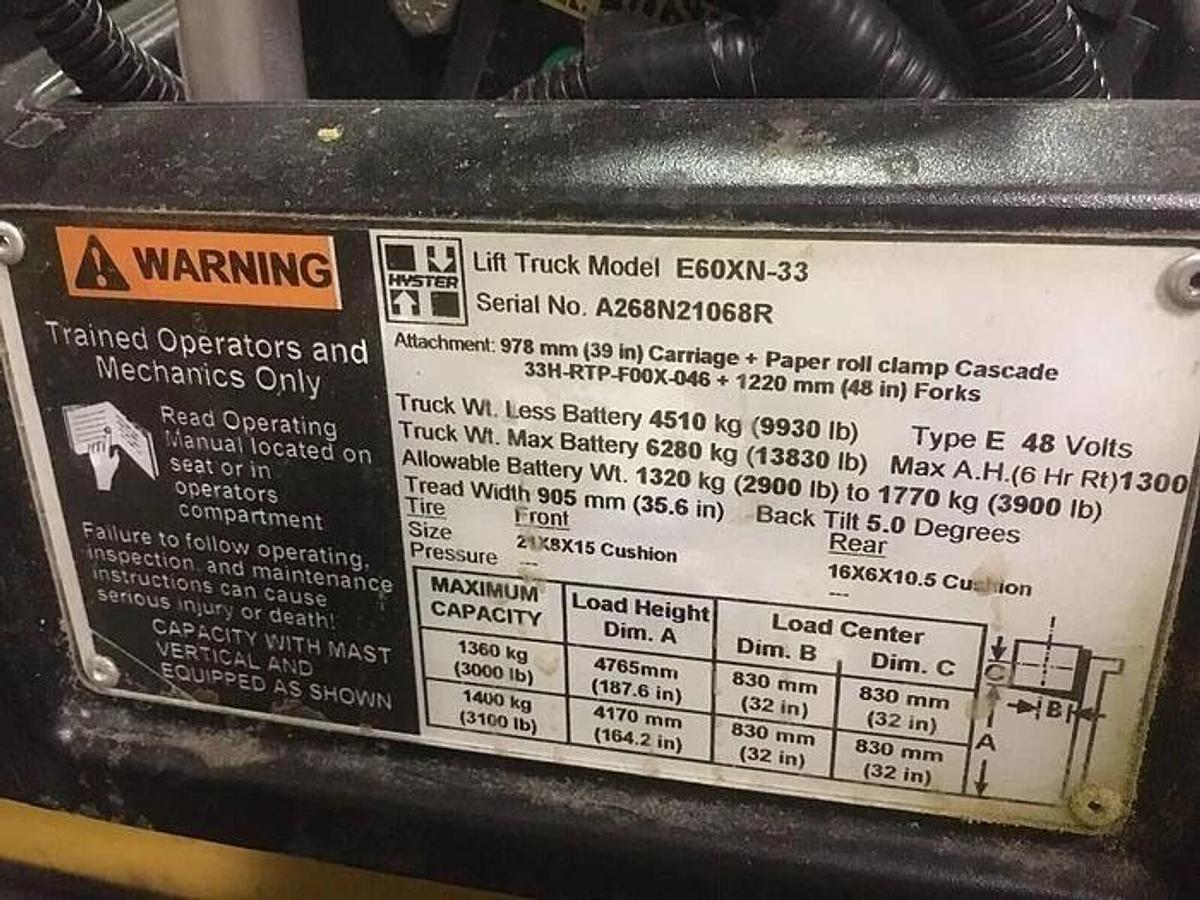 WARNING
Trained Operators and
Mechanics Only
Read Operating
Manual located on
seat or in
operators
compartment
Failure to follow operating,
inspection and maintenance
instructions can cause
serious injury or death!
CAPACITY WITH MAST
VERTICAL AND
EQUIPPED AS SHOWN
HYSTER
Lift Truck Model E60XN-33
Serial No. A268N21068R
Attachment: 978 mm (39 in) Carriage + Paper roll clamp Cascade
33H-RTP-F00X-046 + 1220 mm (48 in) Forks
Truck Wt. Less Battery 4510 kg (9930 lb) Type E 48 Volts
Truck Wt. Max Battery 6280 kg (13830 lb) Max A.H.(6 Hr Rt)1300
Allowable Battery Wt. 1320 kg (2900 lb) to 1770 kg (3900 lb)
Tread Width 905 mm (35.6 in) Back Tilt 5.0 Degrees
Tire Front Rear
Size 21X8X15 Cushion 16X6X10.5 Cushion
Pressure --- ---
MAXIMUM CAPACITY Load Height Dim. A Load Center Dim. B Dim. C
1360 kg (3000 lb) 4765mm (187.6 in) 830 mm (32 in) 830 mm (32 in)
1400 kg (3100 lb) 4170 mm (164.2 in) 830 mm (32 in) 830 mm (32 in)
C
B
A